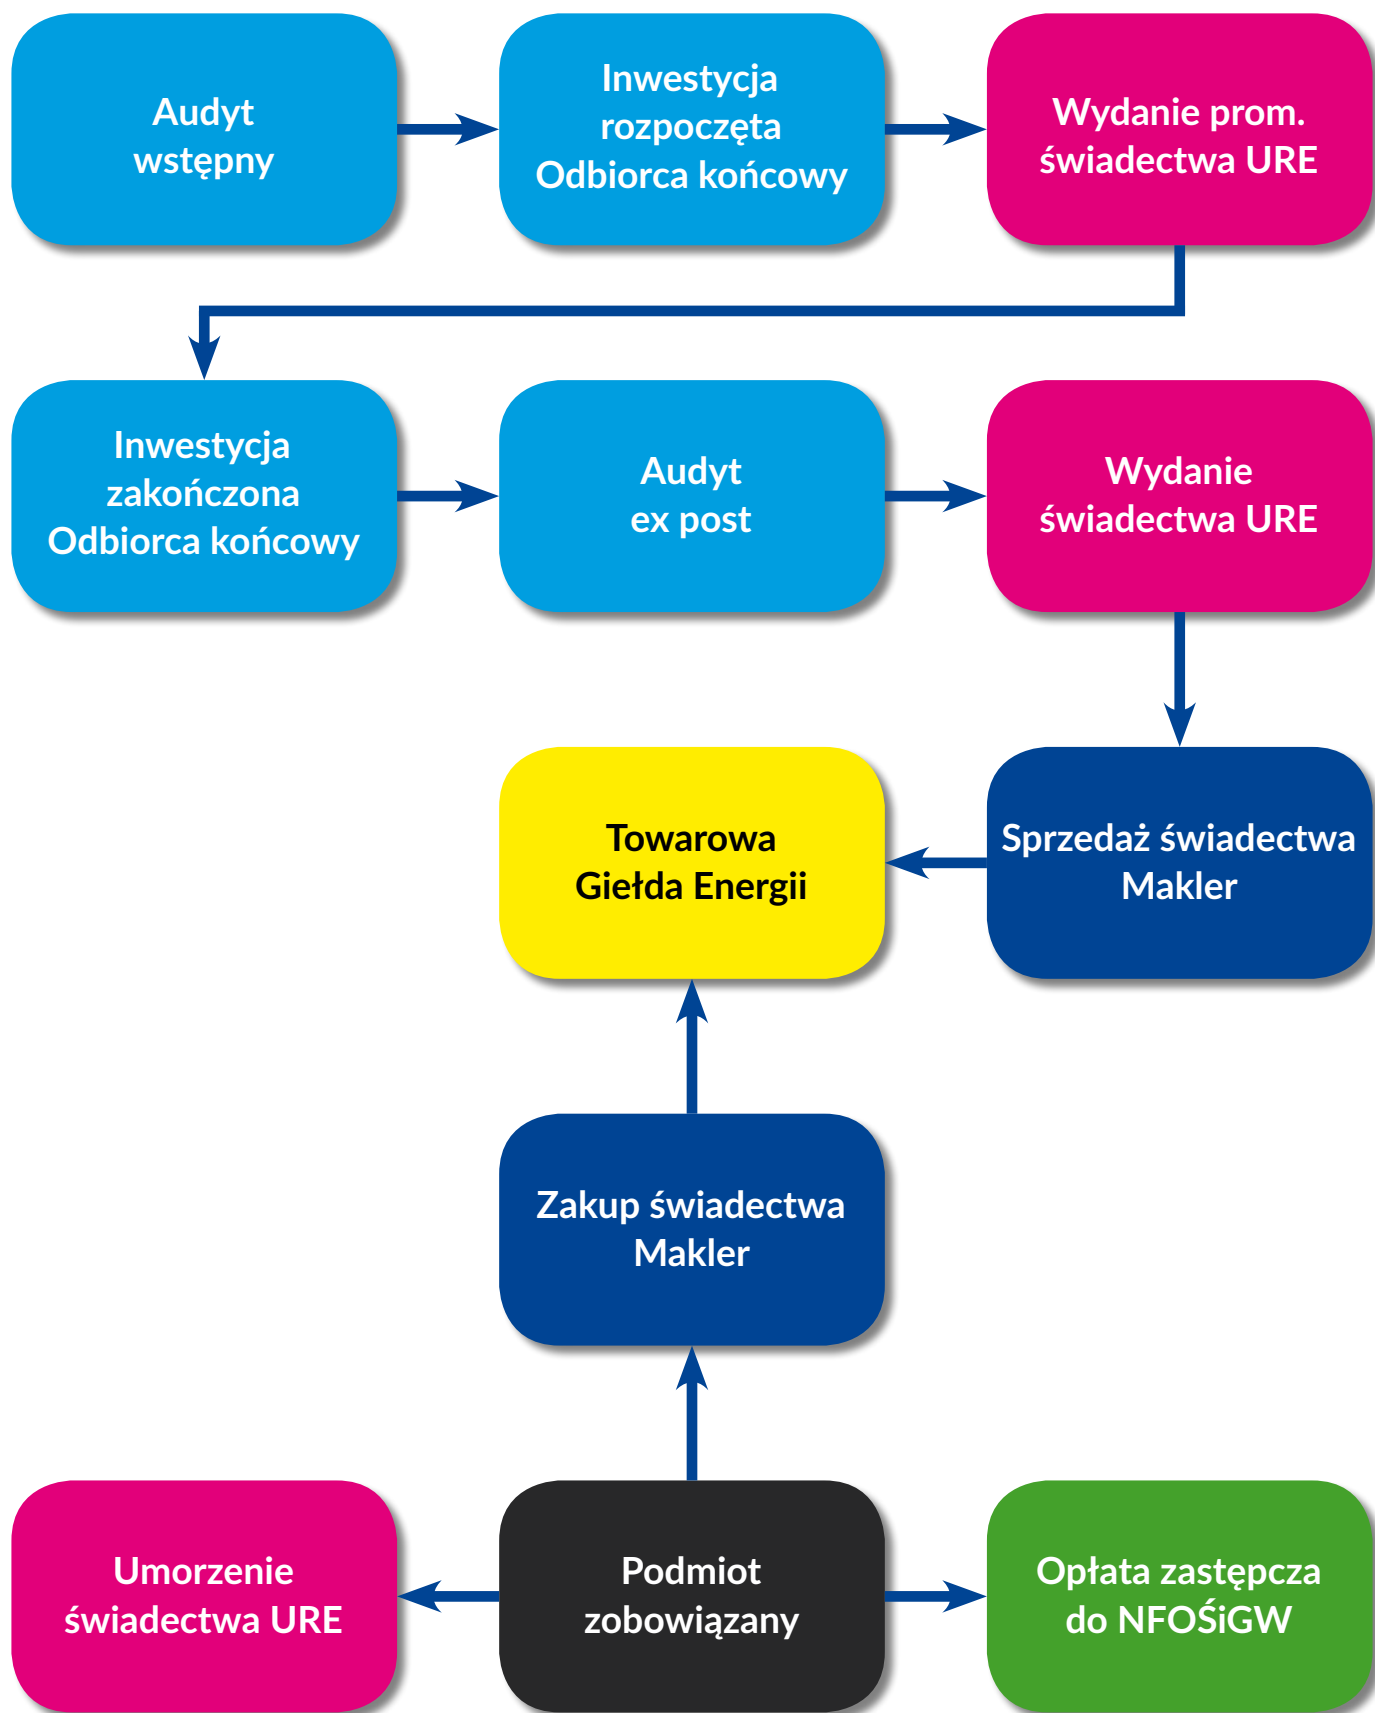 Audyt
wstępny
Inwestycja
rozpoczęta
Odbiorca końcowy
Wydanie prom.
świadectwa URE
Inwestycja
zakończona
Odbiorca końcowy
Audyt
ex post
Wydanie
świadectwa URE
Towarowa
Giełda Energii
Sprzedaż świadectwa
Makler
Zakup świadectwa
Makler
Umorzenie
świadectwa URE
Podmiot
zobowiązany
Opłata zastępcza
do NFOŚiGW